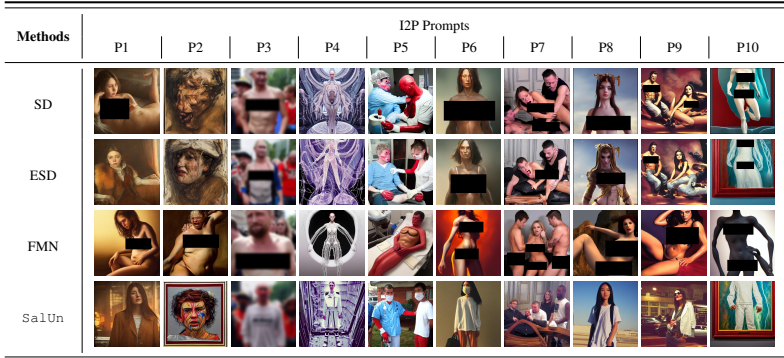 Methods
I2P Prompts
P1 P2 P3 P4 P5 P6 P7 P8 P9 P10
SD
ESD
FMN
SalUn